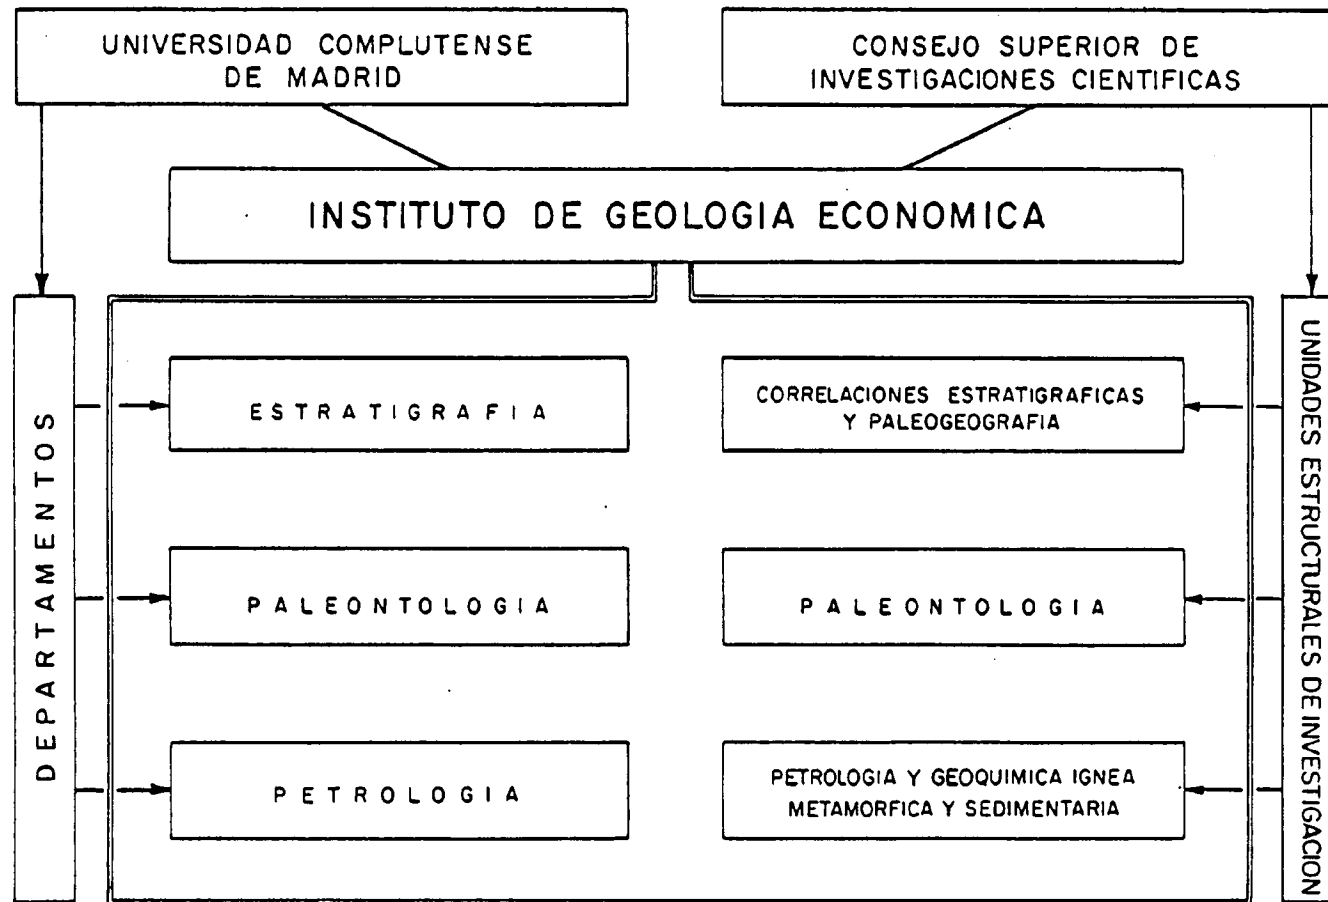 UNIVERSIDAD COMPLUTENSE
DE MADRID
CONSEJO SUPERIOR DE
INVESTIGACIONES CIENTIFICAS
INSTITUTO DE GEOLOGIA ECONOMICA
DEPARTAMENTOS
ESTRATIGRAFIA
CORRELACIONES ESTRATIGRAFICAS
Y PALEOGEOGRAFIA
PALEONTOLOGIA
PALEONTOLOGIA
PETROLOGIA
PETROLOGIA Y GEOQUIMICA IGNEA
METAMORFICA Y SEDIMENTARIA
UNIDADES ESTRUCTURALES DE INVESTIGACION